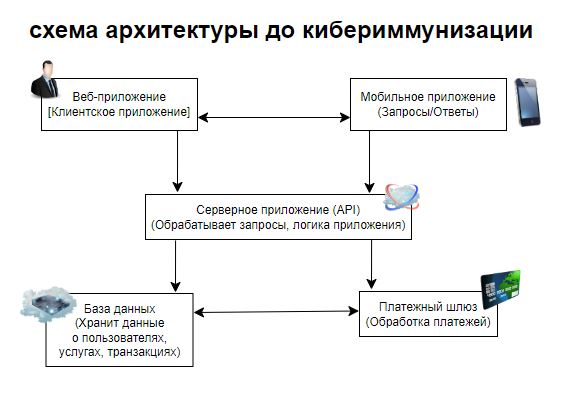 схема архитектуры до кибериммунизации
Веб-приложение
[Клиентское приложение]
Мобильное приложение
(Запросы/Ответы)
Серверное приложение (API)
(Обрабатывает запросы, логика приложения)
База данных
(Хранит данные
о пользователях,
услугах, транзакциях)
Платежный шлюз
(Обработка платежей)